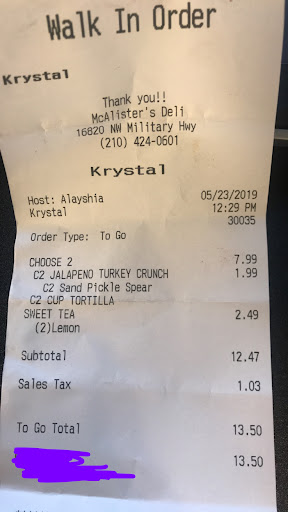 Walk In Order
Krystal
Thank you!!
McAlister's Deli
16820 NW Military Hwy
(210) 424-0601
Krystal
Host: Alayshia 05/23/2019
Krystal 12:29 PM
30035
Order Type: To Go
CHOOSE 2 7.99
C2 JALAPENO TURKEY CRUNCH 1.99
C2 Sand Pickle Spear
C2 CUP TORTILLA
SWEET TEA 2.49
(2)Lemon
Subtotal 12.47
Sales Tax 1.03
To Go Total 13.50
13.50